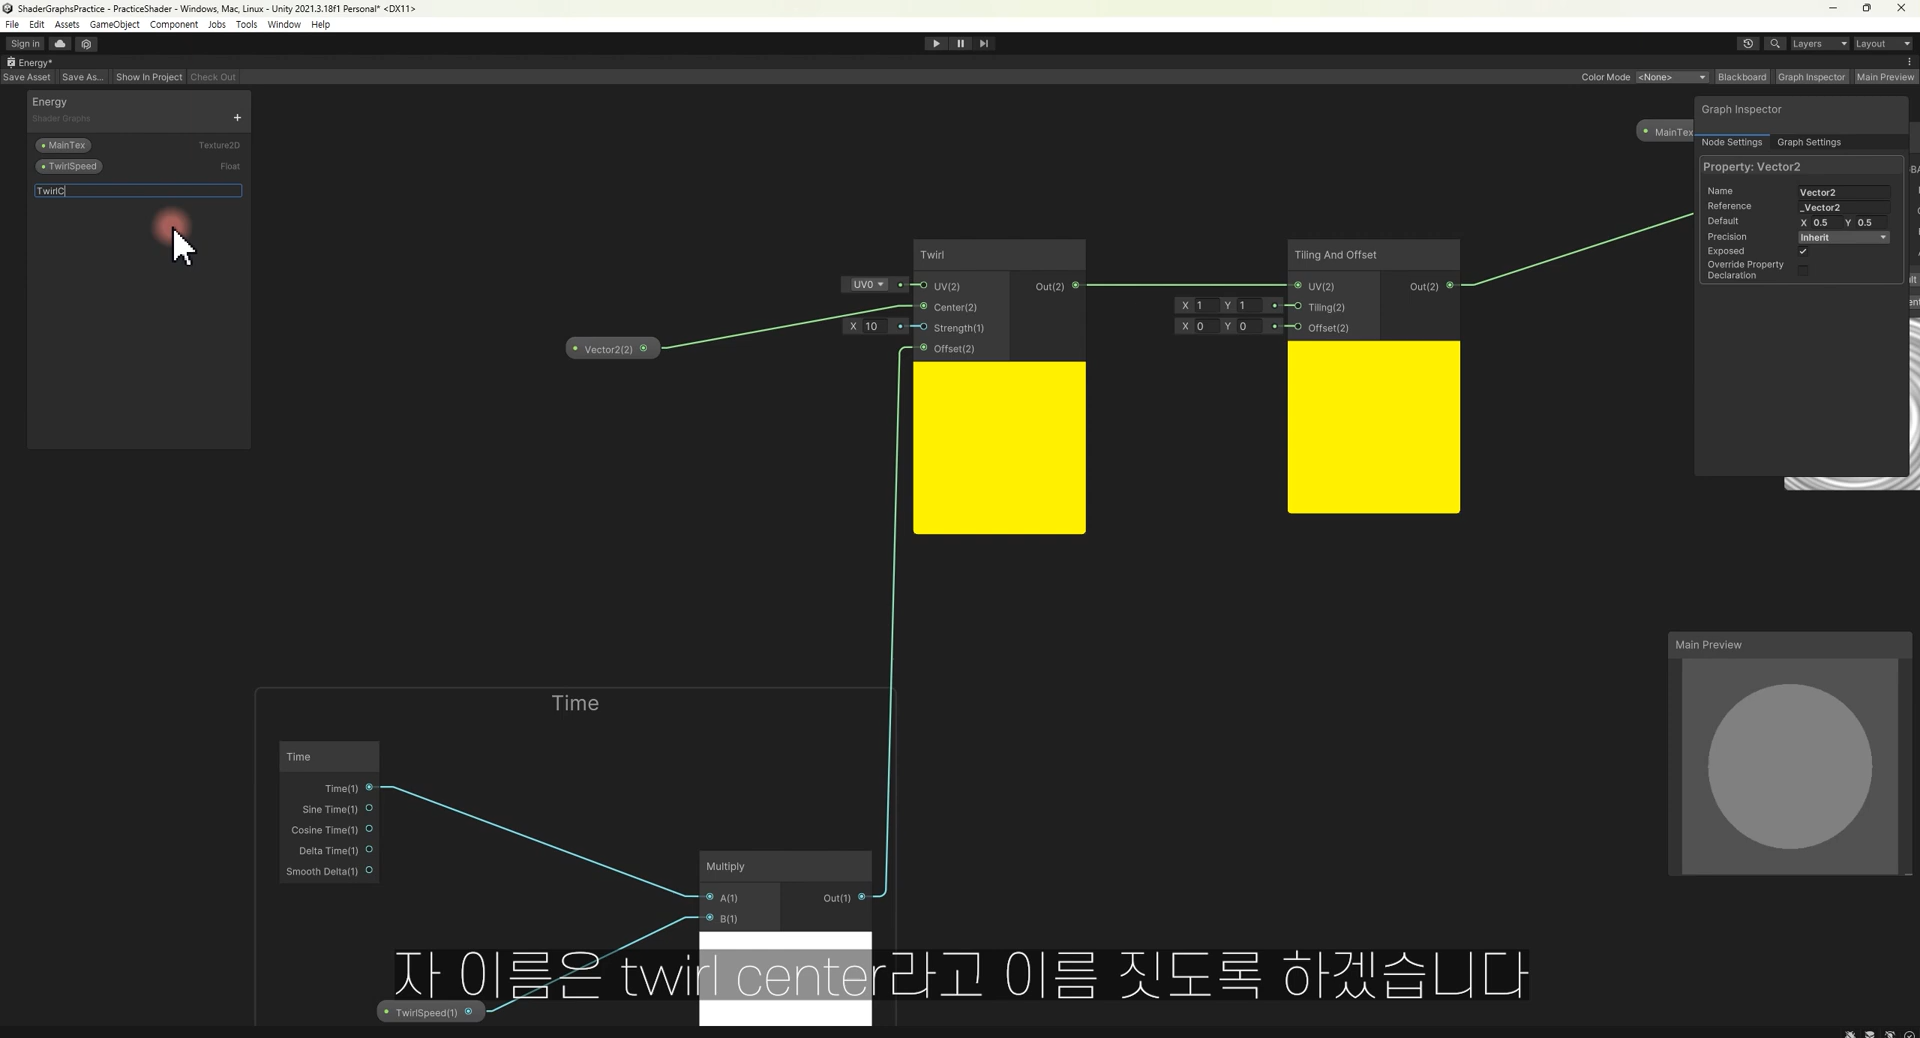 ShaderGraphsPractice - PracticeShader - Windows, Mac, Linux - Unity 2021.3.18f1 Personal* <DX11>
File Edit Assets GameObject Component Jobs Tools Window Help
Sign in
Layers Layout
Energy*
Save Asset Save As... Show In Project Check Out
Color Mode <None> Blackboard Graph Inspector Main Preview
Energy
Shader Graphs
+
MainTex Texture2D
TwirlSpeed Float
TwirlC
MainTex
Graph Inspector
Node Settings Graph Settings
Property: Vector2
Name Vector2
Reference _Vector2
Default X 0.5 Y 0.5
Precision Inherit
Exposed
Override Property
Declaration
Twirl
UV0 UV(2) Out(2)
Center(2)
X 10 Strength(1)
Offset(2)
Vector2(2)
Tiling And Offset
UV(2) Out(2)
X 1 Y 1 Tiling(2)
X 0 Y 0 Offset(2)
Main Preview
Time
Time
Time(1)
Sine Time(1)
Cosine Time(1)
Delta Time(1)
Smooth Delta(1)
Multiply
A(1) Out(1)
B(1)
TwirlSpeed(1)
자 이름은 twirl center라고 이름 짓도록 하겠습니다